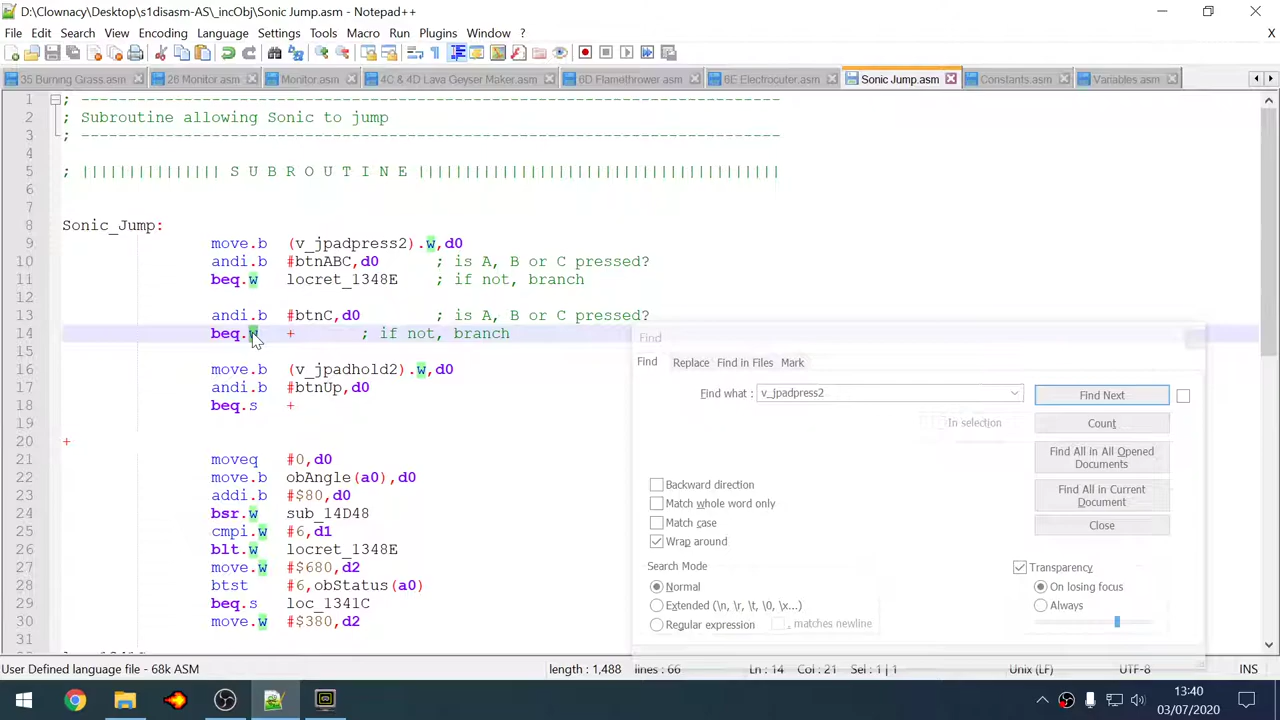 D:\Clownacy\Desktop\s1disasm-AS\_incObj\Sonic Jump.asm - Notepad++
File Edit Search View Encoding Language Settings Tools Macro Run Plugins Window ? X
35 Burning Grass.asm 26 Monitor.asm Monitor.asm 4C & 4D Lava Geyser Maker.asm 6D Flamethrower.asm 6E Electrocuter.asm Sonic Jump.asm Constants.asm Variables.asm
1 ; ---------------------------------------------------------------------------
2 ; Subroutine allowing Sonic to jump
3 ; ---------------------------------------------------------------------------
4
5 ; ||||||||||||||| S U B R O U T I N E |||||||||||||||||||||||||||||||||||||||
6
7
8 Sonic_Jump:
9 move.b (v_jpadpress2).w,d0
10 andi.b #btnABC,d0 ; is A, B or C pressed?
11 beq.w locret_1348E ; if not, branch
12
13 andi.b #btnC,d0 ; is A, B or C pressed?
14 beq.w + ; if not, branch
15
16 move.b (v_jpadhold2).w,d0
17 andi.b #btnUp,d0
18 beq.s +
19
20 +
21 moveq #0,d0
22 move.b obAngle(a0),d0
23 addi.b #$80,d0
24 bsr.w sub_14D48
25 cmpi.w #6,d1
26 blt.w locret_1348E
27 move.w #$680,d2
28 btst #6,obStatus(a0)
29 beq.s loc_1341C
30 move.w #$380,d2
31
Find
Find Replace Find in Files Mark
Find what : v_jpadpress2 Find Next
In selection Count
Find All in All Opened Documents
Backward direction
Match whole word only Find All in Current Document
Match case Close
Wrap around
Search Mode Transparency
Normal On losing focus
Extended (\n, \r, \t, \0, \x...) Always
Regular expression . matches newline
User Defined language file - 68k ASM length : 1,488 lines : 66 Ln : 14 Col : 21 Sel : 1 | 1 Unix (LF) UTF-8 INS
13:40
03/07/2020